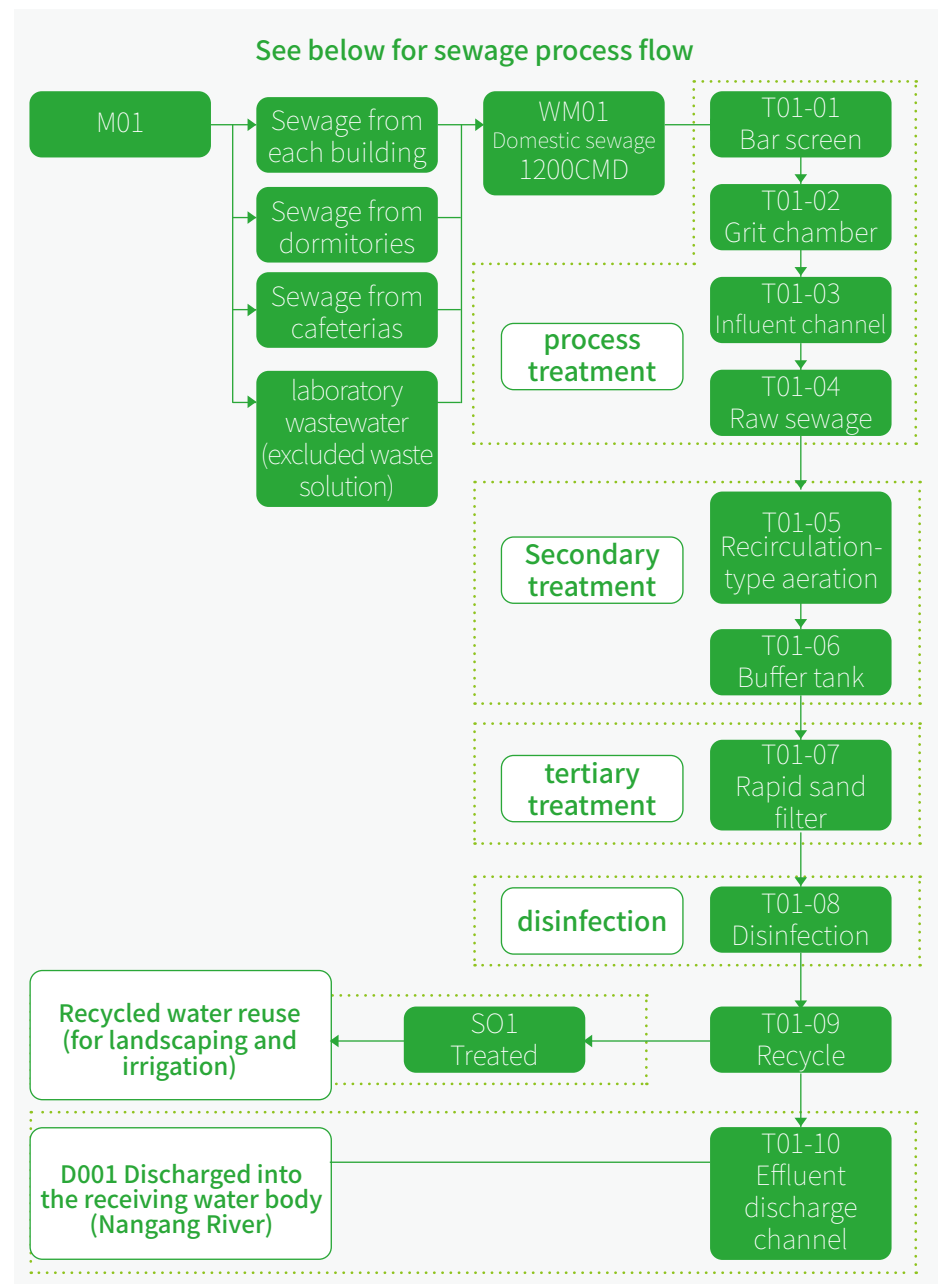 See below for sewage process flow
M01
Sewage from
each building
Sewage from
dormitories
Sewage from
cafeterias
laboratory
wastewater
(excluded waste
solution)
WM01
Domestic sewage
1200CMD
T01-01
Bar screen
T01-02
Grit chamber
T01-03
Influent channel
T01-04
Raw sewage
process
treatment
T01-05
Recirculation-
type aeration
T01-06
Buffer tank
Secondary
treatment
T01-07
Rapid sand
filter
tertiary
treatment
T01-08
Disinfection
disinfection
T01-09
Recycle
SO1
Treated
Recycled water reuse
(for landscaping and
irrigation)
T01-10
Effluent
discharge
channel
D001 Discharged into
the receiving water body
(Nangang River)